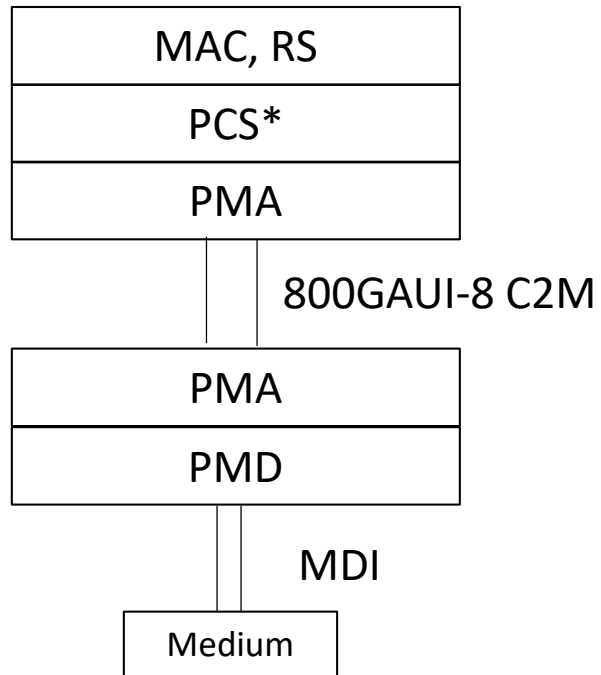 MAC, RS
PCS*
PMA
800GAUI-8 C2M
PMA
PMD
MDI
Medium